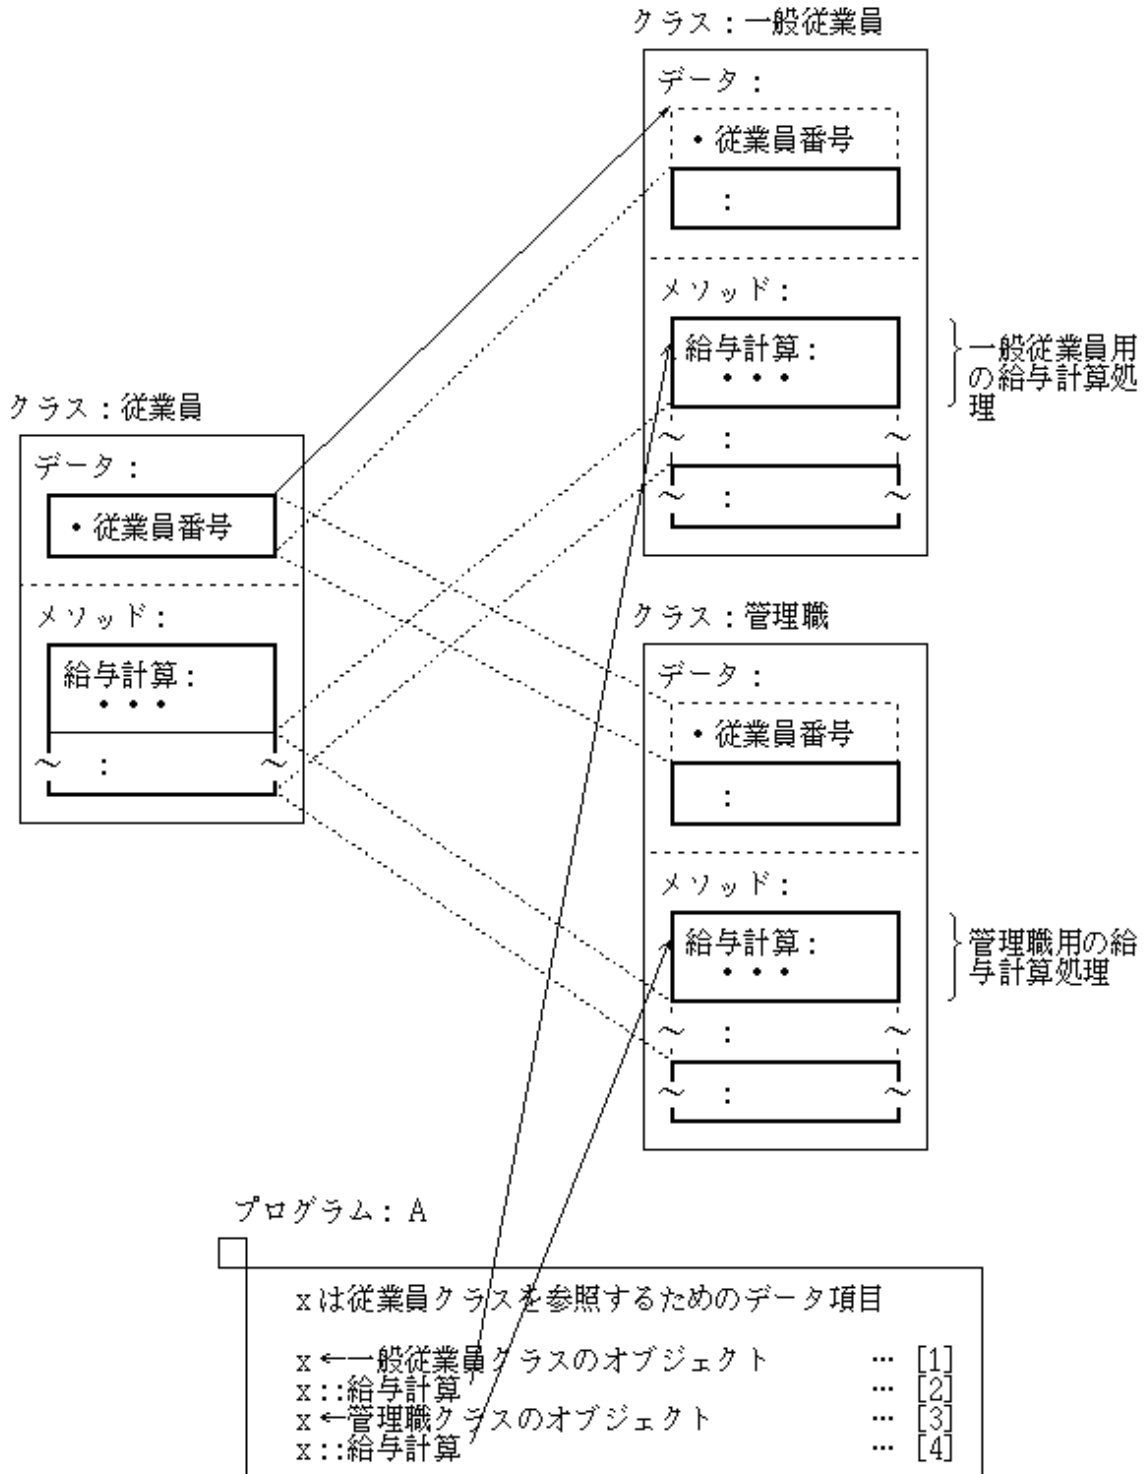 クラス：一般従業員
データ：
・従業員番号
：
メソッド：
給与計算：
・・・
：
：
一般従業員用
の給与計算処
理
クラス：従業員
データ：
・従業員番号
メソッド：
給与計算：
・・・
：
クラス：管理職
データ：
・従業員番号
：
メソッド：
給与計算：
・・・
：
：
管理職用の給
与計算処理
プログラム：A
xは従業員クラスを参照するためのデータ項目
x←一般従業員クラスのオブジェクト … [1]
x::給与計算 … [2]
x←管理職クラスのオブジェクト … [3]
x::給与計算 … [4]